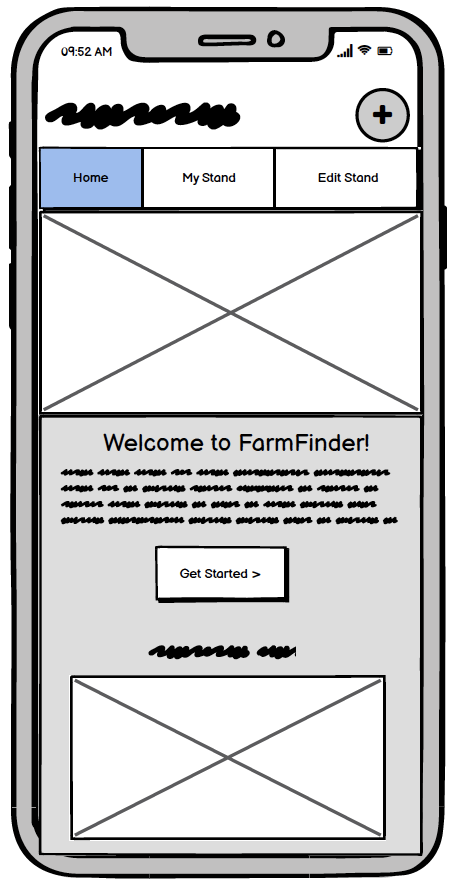 09:52 AM
+
Home My Stand Edit Stand
Welcome to FarmFinder!
Get Started >